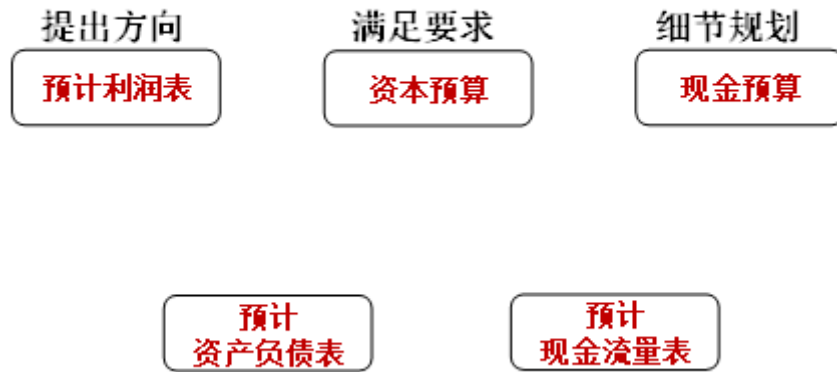 提出方向 满足要求 细节规划
预计利润表 资本预算 现金预算
预计 预计
资产负债表 现金流量表